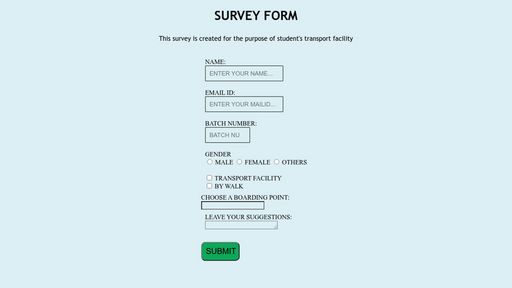 SURVEY FORM
This survey is created for the purpose of student's transport facility
NAME:
ENTER YOUR NAME...
EMAIL ID:
ENTER YOUR MAILID...
BATCH NUMBER:
BATCH NU
GENDER
MALE FEMALE OTHERS
TRANSPORT FACILITY
BY WALK
CHOOSE A BOARDING POINT:
LEAVE YOUR SUGGESTIONS:
SUBMIT